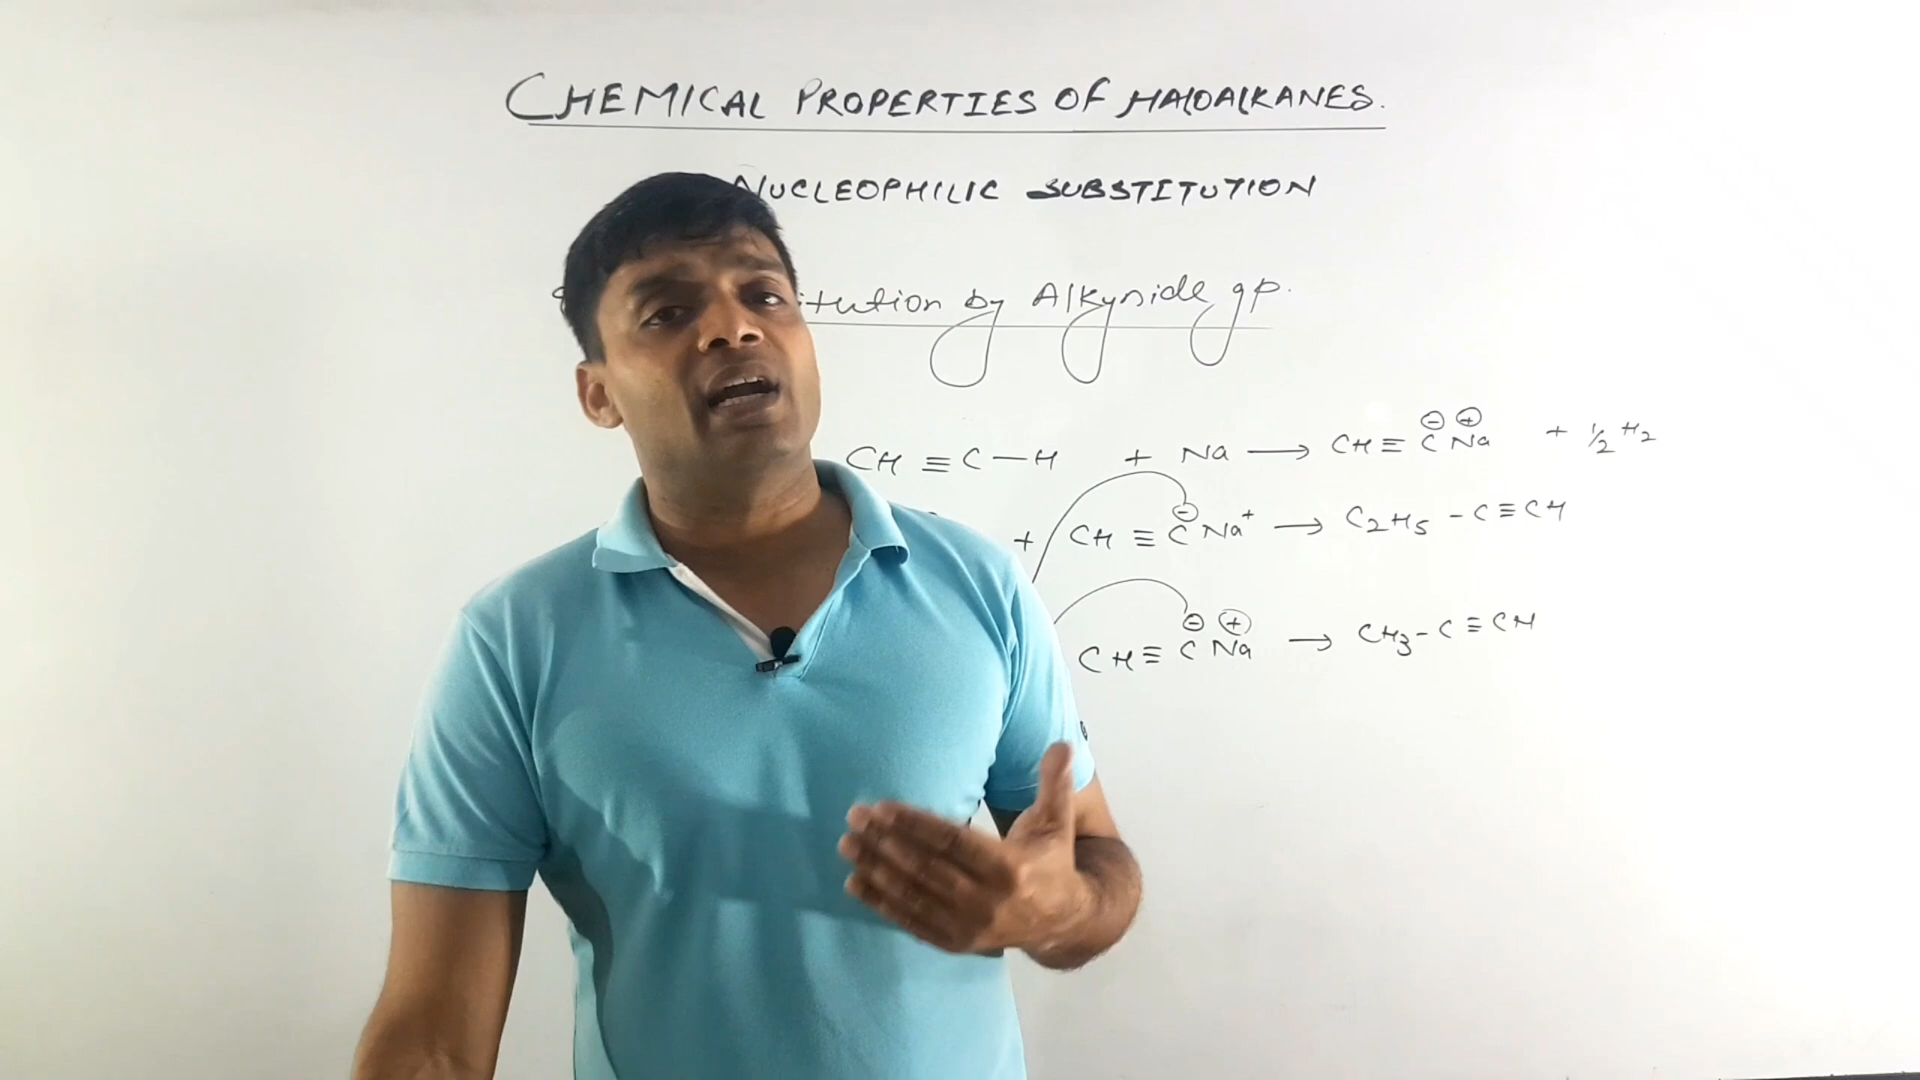 CHEMICAL PROPERTIES OF HALOALKANES.
NUCLEOPHILIC SUBSTITUTION
by Alkynide gp.
CH ≡ C — H + Na → CH ≡ C⊖ Na⊕ + 1/2 H2
+ CH ≡ C⊖ Na+ → C2H5 - C ≡ CH
CH ≡ C⊖ Na⊕ → CH3 - C ≡ CH